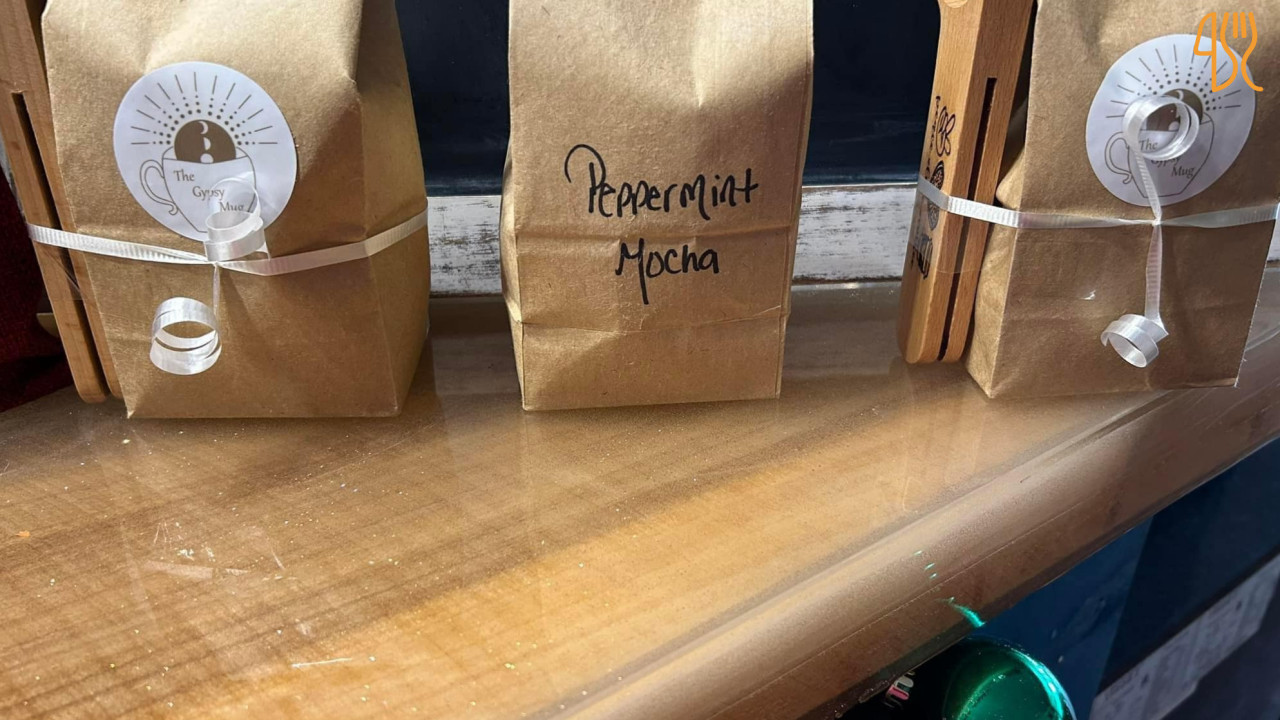 The
Gypsy
Mug
Peppermint
Mocha
The
Gypsy
Mug